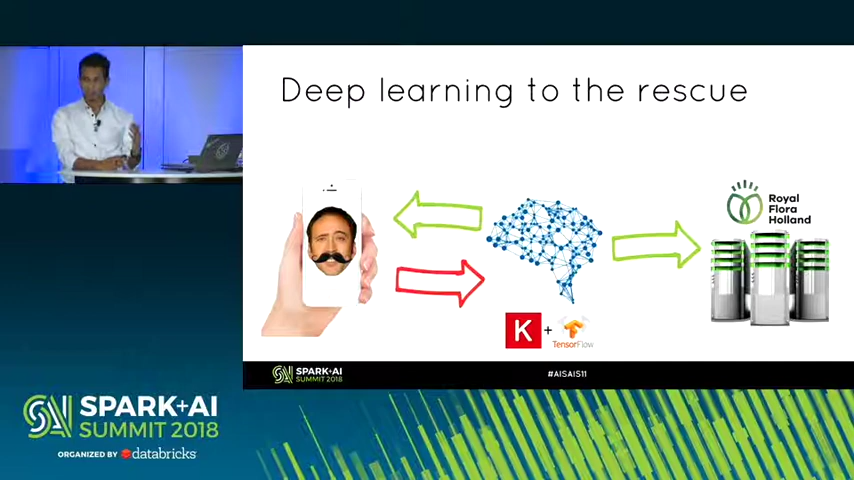 Deep learning to the rescue
Royal
Flora
Holland
K
+
TensorFlow
SPARK+AI
SUMMIT 2018
#AISAIS11
SPARK+AI
SUMMIT 2018
ORGANIZED BY databricks